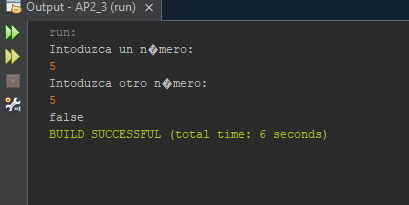 Output - AP2_3 (run)
run:
Intoduzca un n�mero:
5
Intoduzca otro n�mero:
5
false
BUILD SUCCESSFUL (total time: 6 seconds)